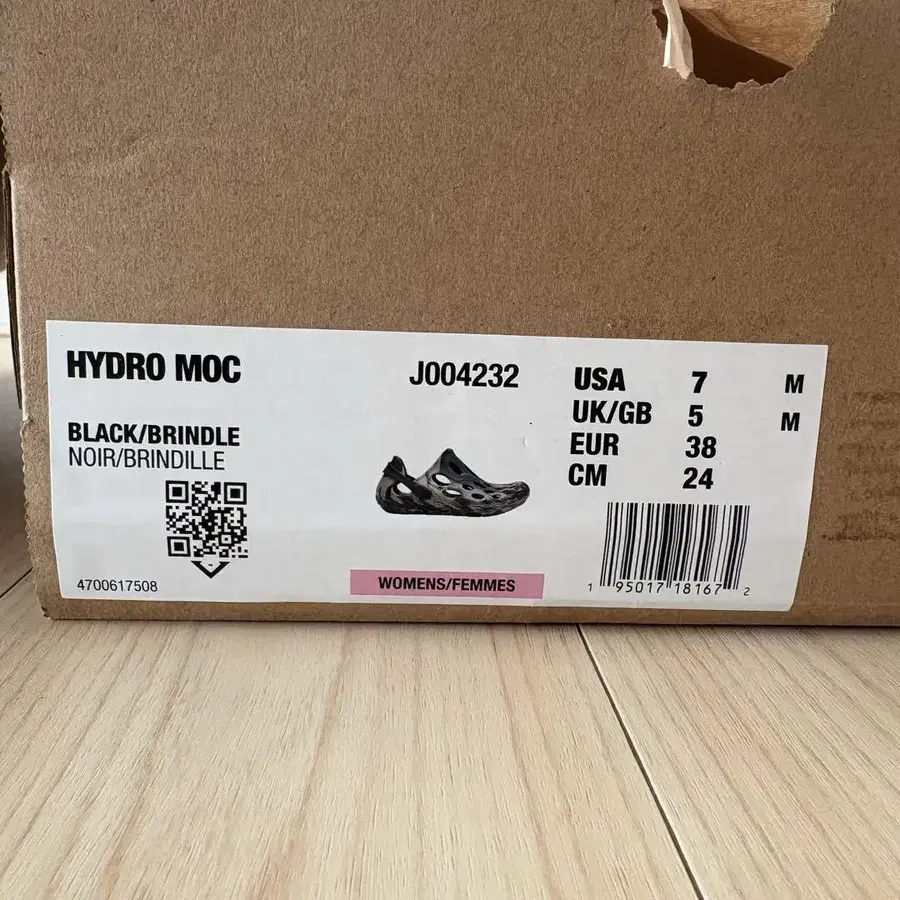 HYDRO MOC
J004232
BLACK/BRINDLE
NOIR/BRINDILLE
4700617508
WOMENS/FEMMES
USA 7 M
UK/GB 5 M
EUR 38
CM 24
1 95017 18167 2